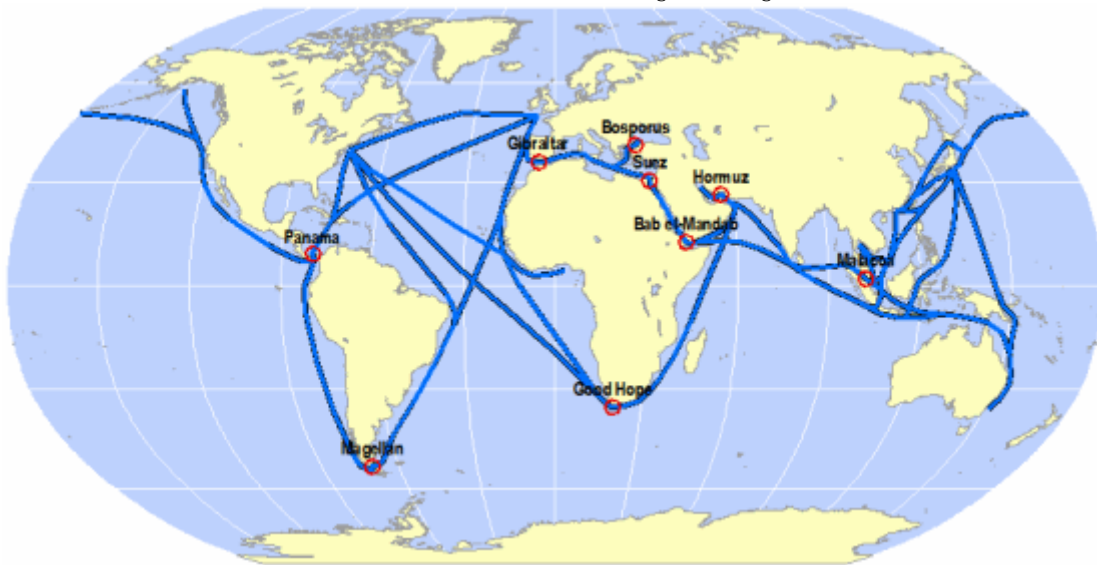 Bosporus
Gibraltar
Suez
Hormuz
Bab el-Mandab
Panama
Malacca
Good Hope
Magellan